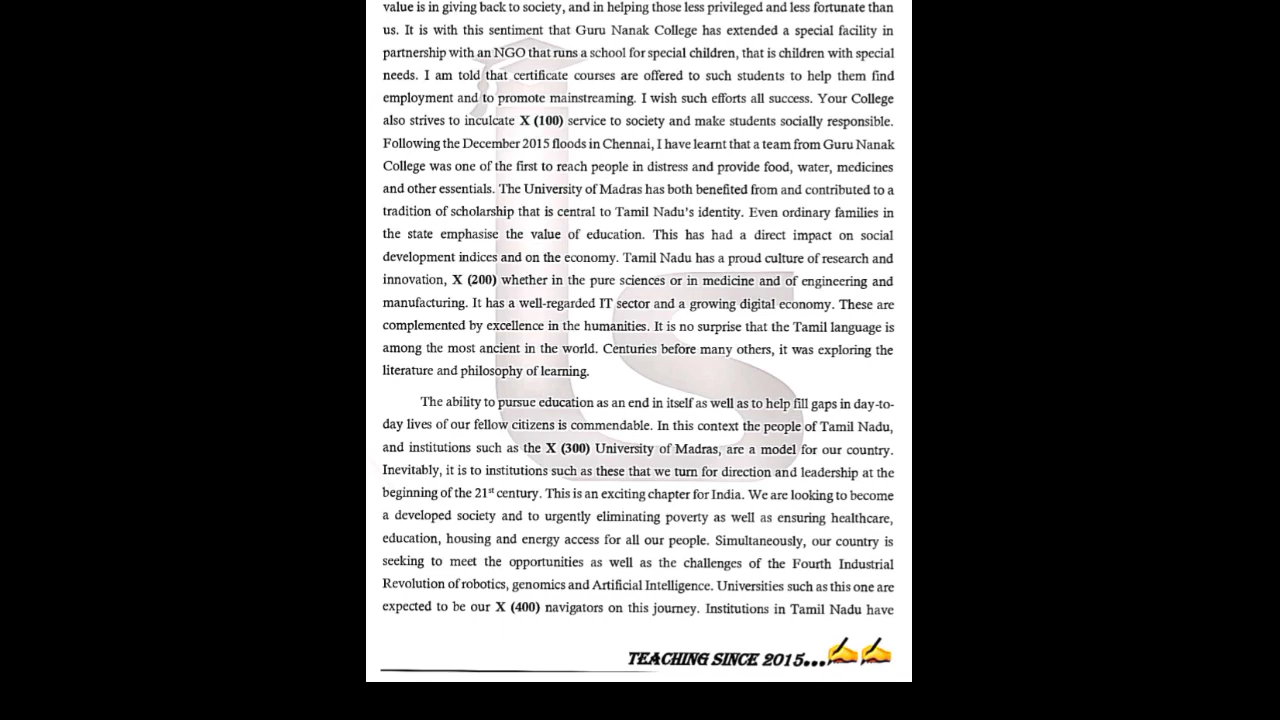 value is in giving back to society, and in helping those less privileged and less fortunate than
us. It is with this sentiment that Guru Nanak College has extended a special facility in
partnership with an NGO that runs a school for special children, that is children with special
needs. I am told that certificate courses are offered to such students to help them find
employment and to promote mainstreaming. I wish such efforts all success. Your College
also strives to inculcate X (100) service to society and make students socially responsible.
Following the December 2015 floods in Chennai, I have learnt that a team from Guru Nanak
College was one of the first to reach people in distress and provide food, water, medicines
and other essentials. The University of Madras has both benefited from and contributed to a
tradition of scholarship that is central to Tamil Nadu's identity. Even ordinary families in
the state emphasise the value of education. This has had a direct impact on social
development indices and on the economy. Tamil Nadu has a proud culture of research and
innovation, X (200) whether in the pure sciences or in medicine and of engineering and
manufacturing. It has a well-regarded IT sector and a growing digital economy. These are
complemented by excellence in the humanities. It is no surprise that the Tamil language is
among the most ancient in the world. Centuries before many others, it was exploring the
literature and philosophy of learning.
The ability to pursue education as an end in itself as well as to help fill gaps in day-to-
day lives of our fellow citizens is commendable. In this context the people of Tamil Nadu,
and institutions such as the X (300) University of Madras, are a model for our country.
Inevitably, it is to institutions such as these that we turn for direction and leadership at the
beginning of the 21st century. This is an exciting chapter for India. We are looking to become
a developed society and to urgently eliminating poverty as well as ensuring healthcare,
education, housing and energy access for all our people. Simultaneously, our country is
seeking to meet the opportunities as well as the challenges of the Fourth Industrial
Revolution of robotics, genomics and Artificial Intelligence. Universities such as this one are
expected to be our X (400) navigators on this journey. Institutions in Tamil Nadu have
TEACHING SINCE 2015...✍✍